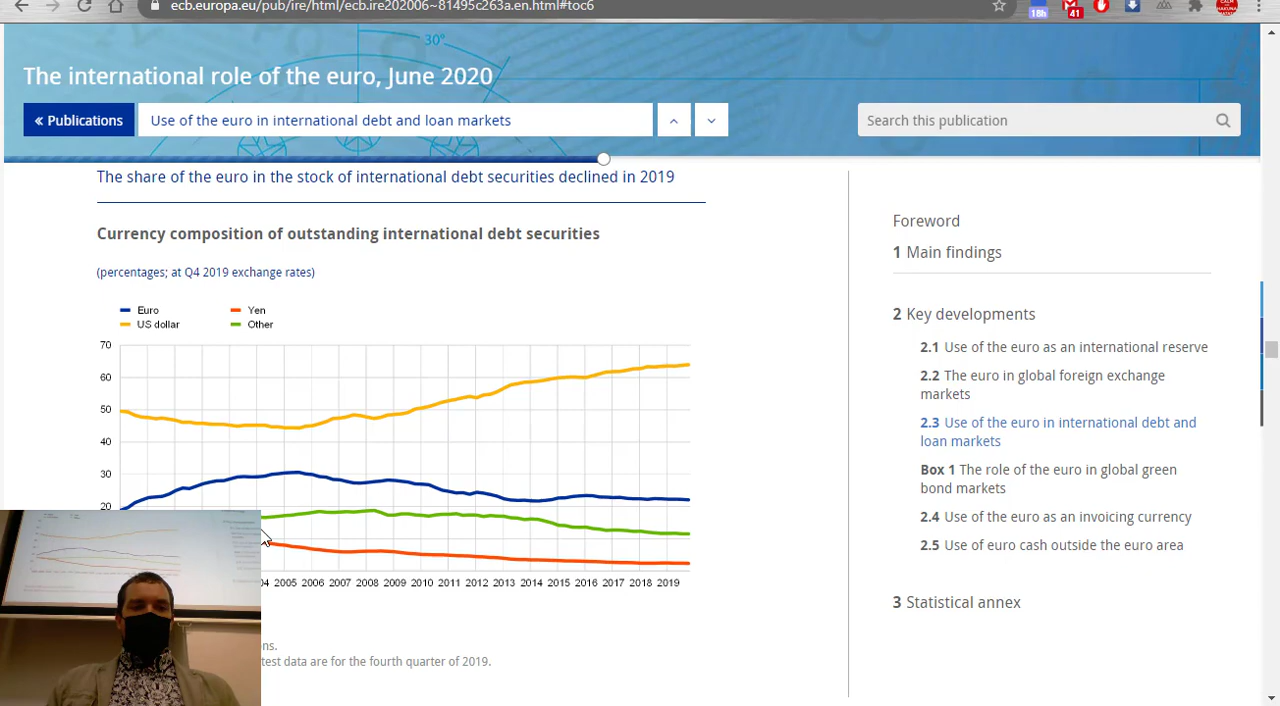 ecb.europa.eu/pub/ire/html/ecb.ire202006~81495c263a.en.html#toc6
18h
41
30°
The international role of the euro, June 2020
« Publications
Use of the euro in international debt and loan markets
Search this publication
The share of the euro in the stock of international debt securities declined in 2019
Currency composition of outstanding international debt securities
(percentages; at Q4 2019 exchange rates)
Euro
Yen
US dollar
Other
70
60
50
40
30
20
04 2005 2006 2007 2008 2009 2010 2011 2012 2013 2014 2015 2016 2017 2018 2019
ns.
test data are for the fourth quarter of 2019.
Foreword
1 Main findings
2 Key developments
2.1 Use of the euro as an international reserve
2.2 The euro in global foreign exchange
markets
2.3 Use of the euro in international debt and
loan markets
Box 1 The role of the euro in global green
bond markets
2.4 Use of the euro as an invoicing currency
2.5 Use of euro cash outside the euro area
3 Statistical annex